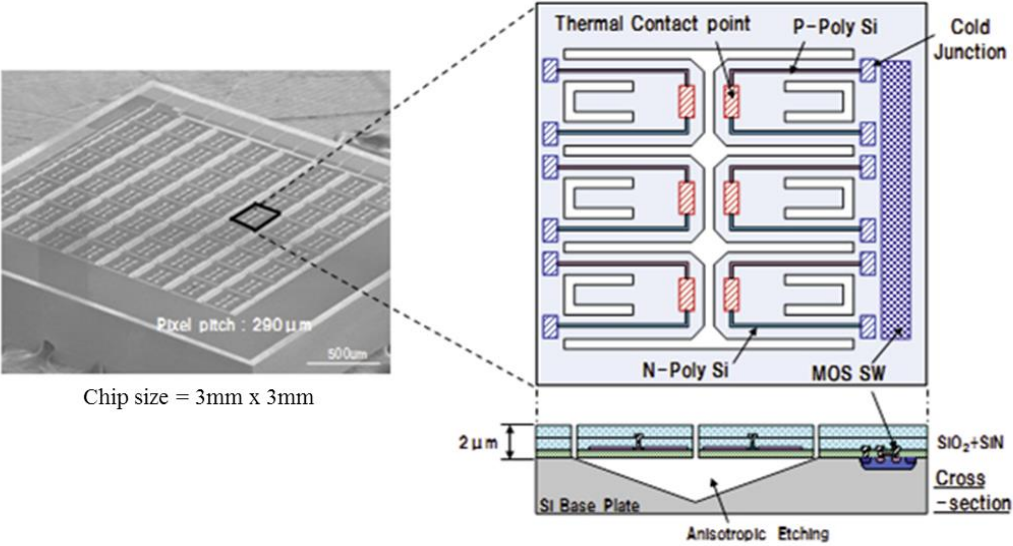 Thermal Contact point
P-Poly Si
Cold
Junction
Pixel pitch : 290μm
500um
Chip size = 3mm x 3mm
N-Poly Si
MOS SW
2μm
SiO₂+SiN
Cross
-section
Si Base Plate
Anisotropic Etching